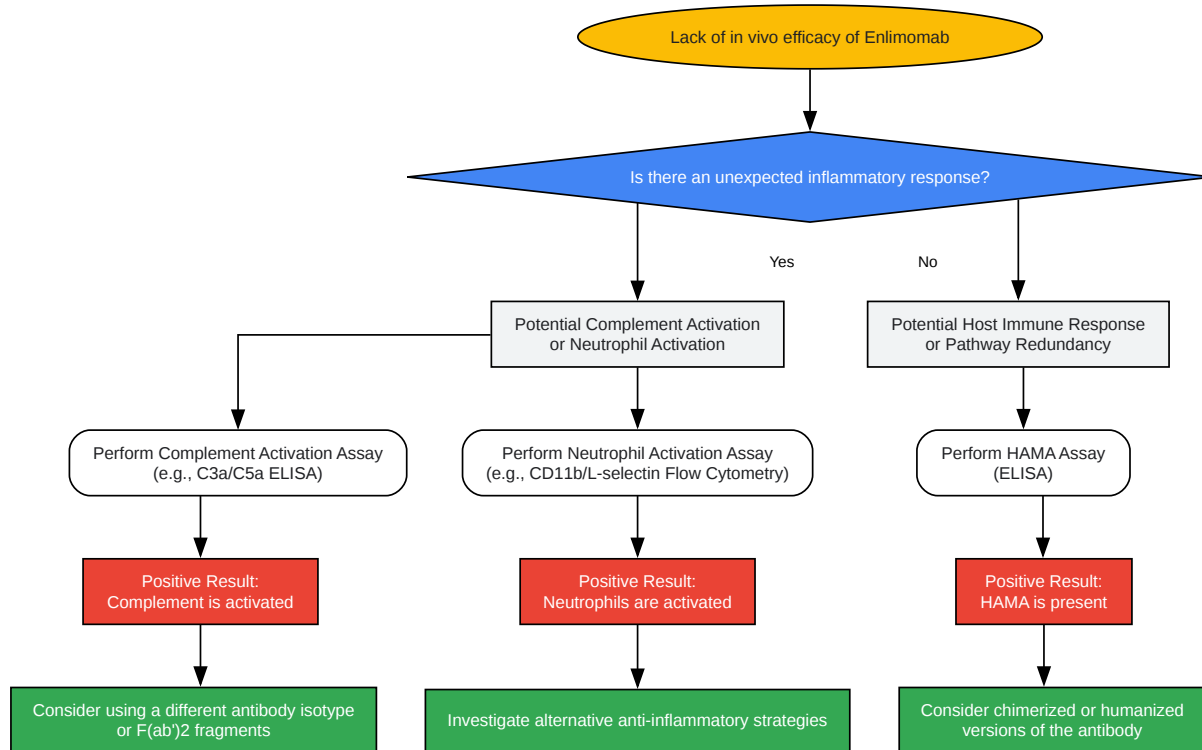 Lack of in vivo efficacy of Enlimomab
Is there an unexpected inflammatory response?
Yes
No
Potential Complement Activation
or Neutrophil Activation
Potential Host Immune Response
or Pathway Redundancy
Perform Complement Activation Assay
(e.g., C3a/C5a ELISA)
Perform Neutrophil Activation Assay
(e.g., CD11b/L-selectin Flow Cytometry)
Perform HAMA Assay
(ELISA)
Positive Result:
Complement is activated
Positive Result:
Neutrophils are activated
Positive Result:
HAMA is present
Consider using a different antibody isotype
or F(ab')2 fragments
Investigate alternative anti-inflammatory strategies
Consider chimerized or humanized
versions of the antibody